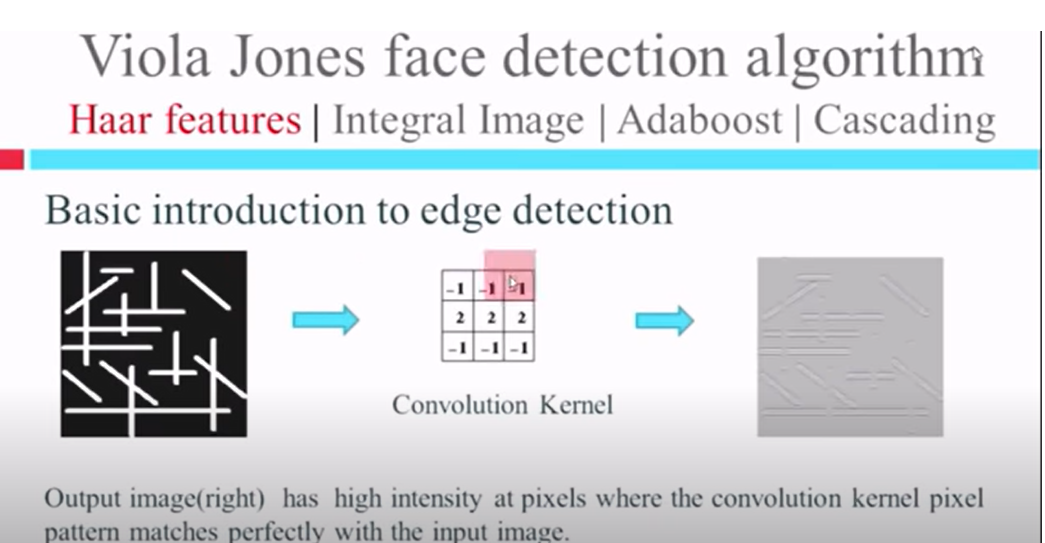 Viola Jones face detection algorithm
Haar features | Integral Image | Adaboost | Cascading
Basic introduction to edge detection
-1 -1 -1
2 2 2
-1 -1 -1
Convolution Kernel
Output image(right) has high intensity at pixels where the convolution kernel pixel
pattern matches perfectly with the input image.